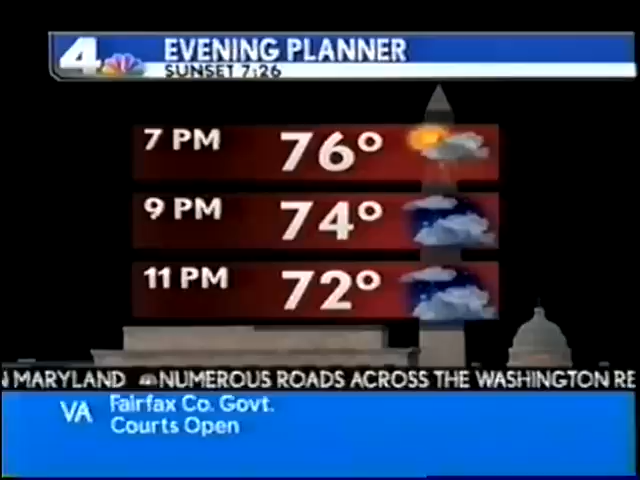 4
EVENING PLANNER
SUNSET 7:26
7 PM 76°
9 PM 74°
11 PM 72°
MARYLAND NUMEROUS ROADS ACROSS THE WASHINGTON RE
VA Fairfax Co. Govt.
Courts Open